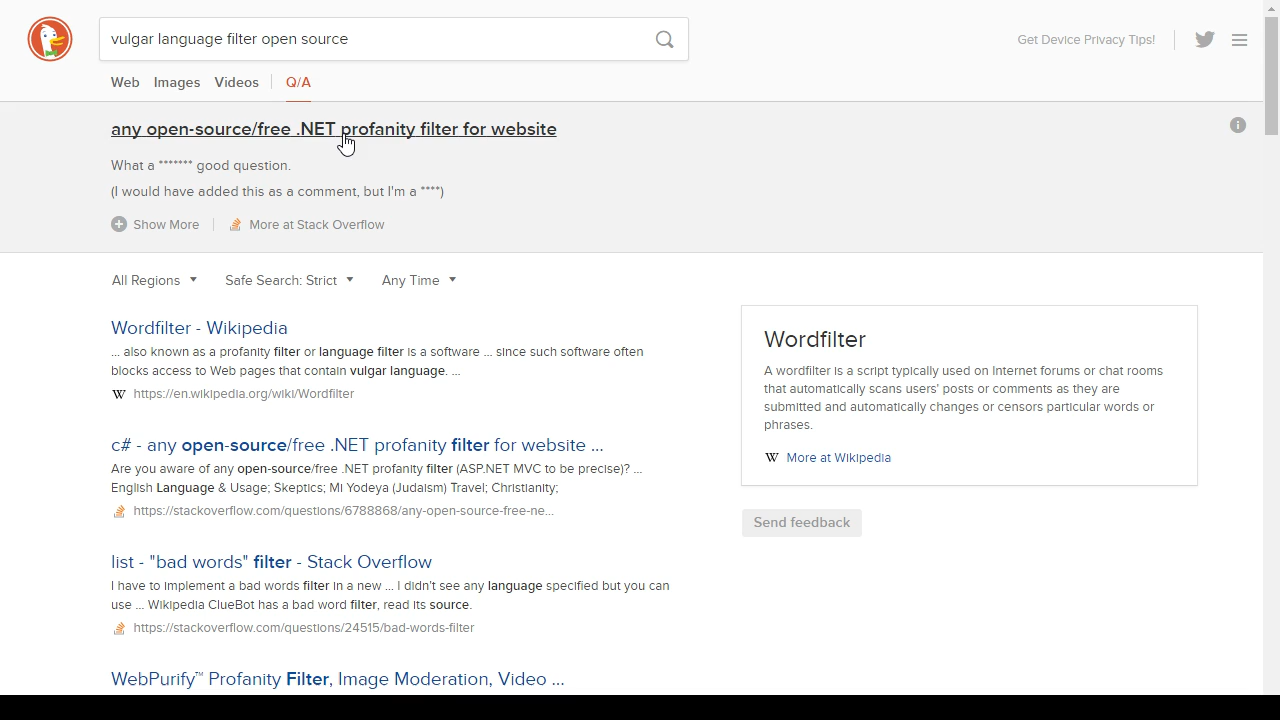 vulgar language filter open source
Get Device Privacy Tips!
Web Images Videos Q/A
any open-source/free .NET profanity filter for website
What a ******* good question.
(I would have added this as a comment, but I'm a ****)
Show More More at Stack Overflow
All Regions Safe Search: Strict Any Time
Wordfilter - Wikipedia
... also known as a profanity filter or language filter is a software ... since such software often
blocks access to Web pages that contain vulgar language. ...
W https://en.wikipedia.org/wiki/Wordfilter
c# - any open-source/free .NET profanity filter for website ...
Are you aware of any open-source/free .NET profanity filter (ASP.NET MVC to be precise)? ...
English Language & Usage; Skeptics; Mi Yodeya (Judaism) Travel; Christianity;
https://stackoverflow.com/questions/6788868/any-open-source-free-ne...
list - "bad words" filter - Stack Overflow
I have to implement a bad words filter in a new ... I didn't see any language specified but you can
use ... Wikipedia ClueBot has a bad word filter, read its source.
https://stackoverflow.com/questions/24515/bad-words-filter
WebPurify™ Profanity Filter, Image Moderation, Video ...
Wordfilter
A wordfilter is a script typically used on Internet forums or chat rooms
that automatically scans users' posts or comments as they are
submitted and automatically changes or censors particular words or
phrases.
W More at Wikipedia
Send feedback